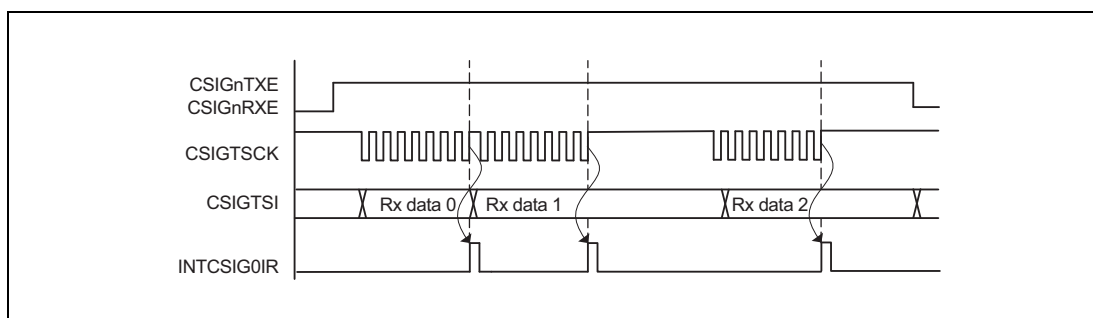 CSIGnTXE
CSIGnRXE
CSIGTSCK
CSIGTSI
Rx data 0
Rx data 1
Rx data 2
INTCSIG0IR